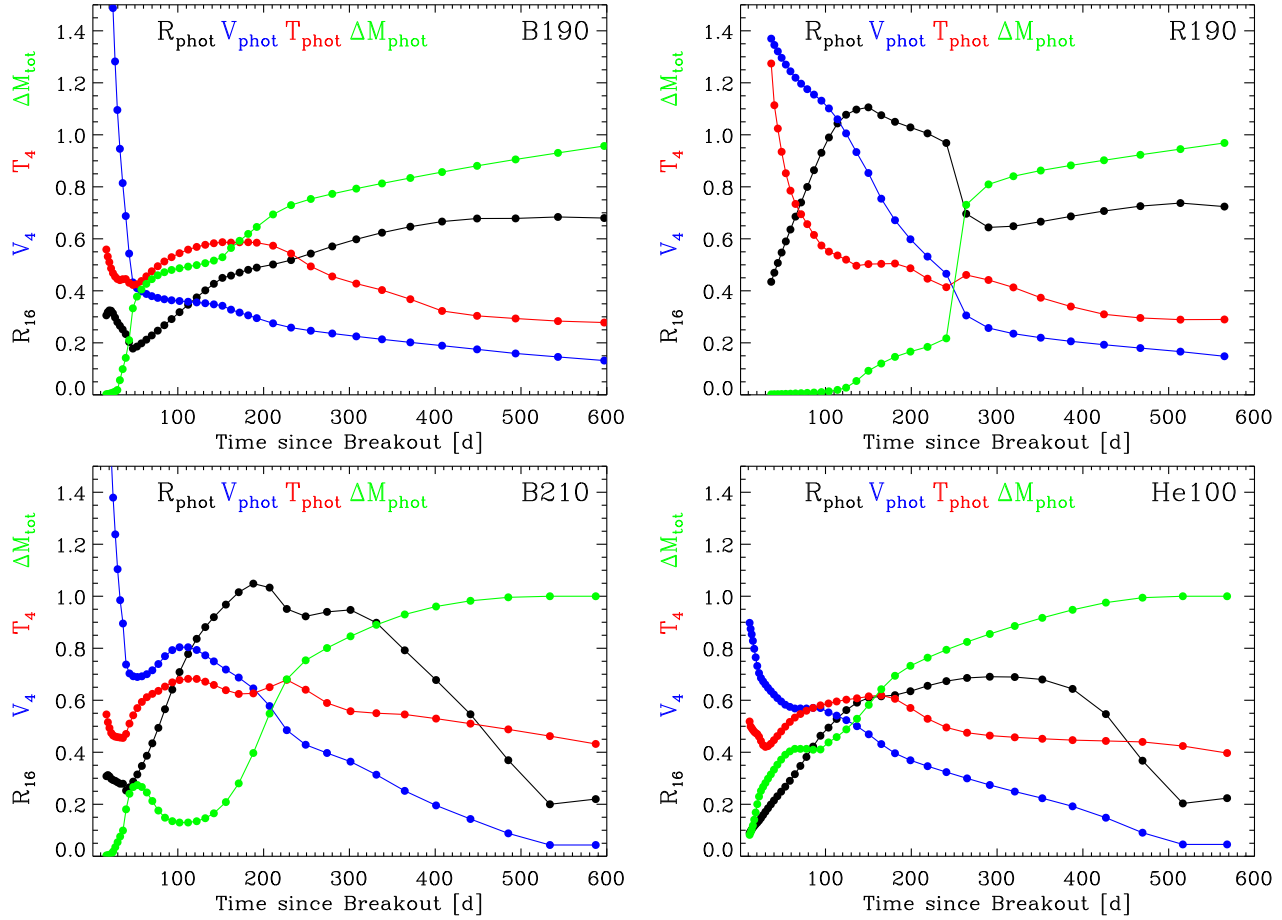 R_phot V_phot T_phot ΔM_phot B190
1.4
1.2
1.0
0.8
0.6
0.4
0.2
0.0
R_16 V_4 T_4 ΔM_tot
100 200 300 400 500 600
Time since Breakout [d]
R_phot V_phot T_phot ΔM_phot R190
1.4
1.2
1.0
0.8
0.6
0.4
0.2
0.0
R_16 V_4 T_4 ΔM_tot
100 200 300 400 500 600
Time since Breakout [d]
R_phot V_phot T_phot ΔM_phot B210
1.4
1.2
1.0
0.8
0.6
0.4
0.2
0.0
R_16 V_4 T_4 ΔM_tot
100 200 300 400 500 600
Time since Breakout [d]
R_phot V_phot T_phot ΔM_phot He100
1.4
1.2
1.0
0.8
0.6
0.4
0.2
0.0
R_16 V_4 T_4 ΔM_tot
100 200 300 400 500 600
Time since Breakout [d]